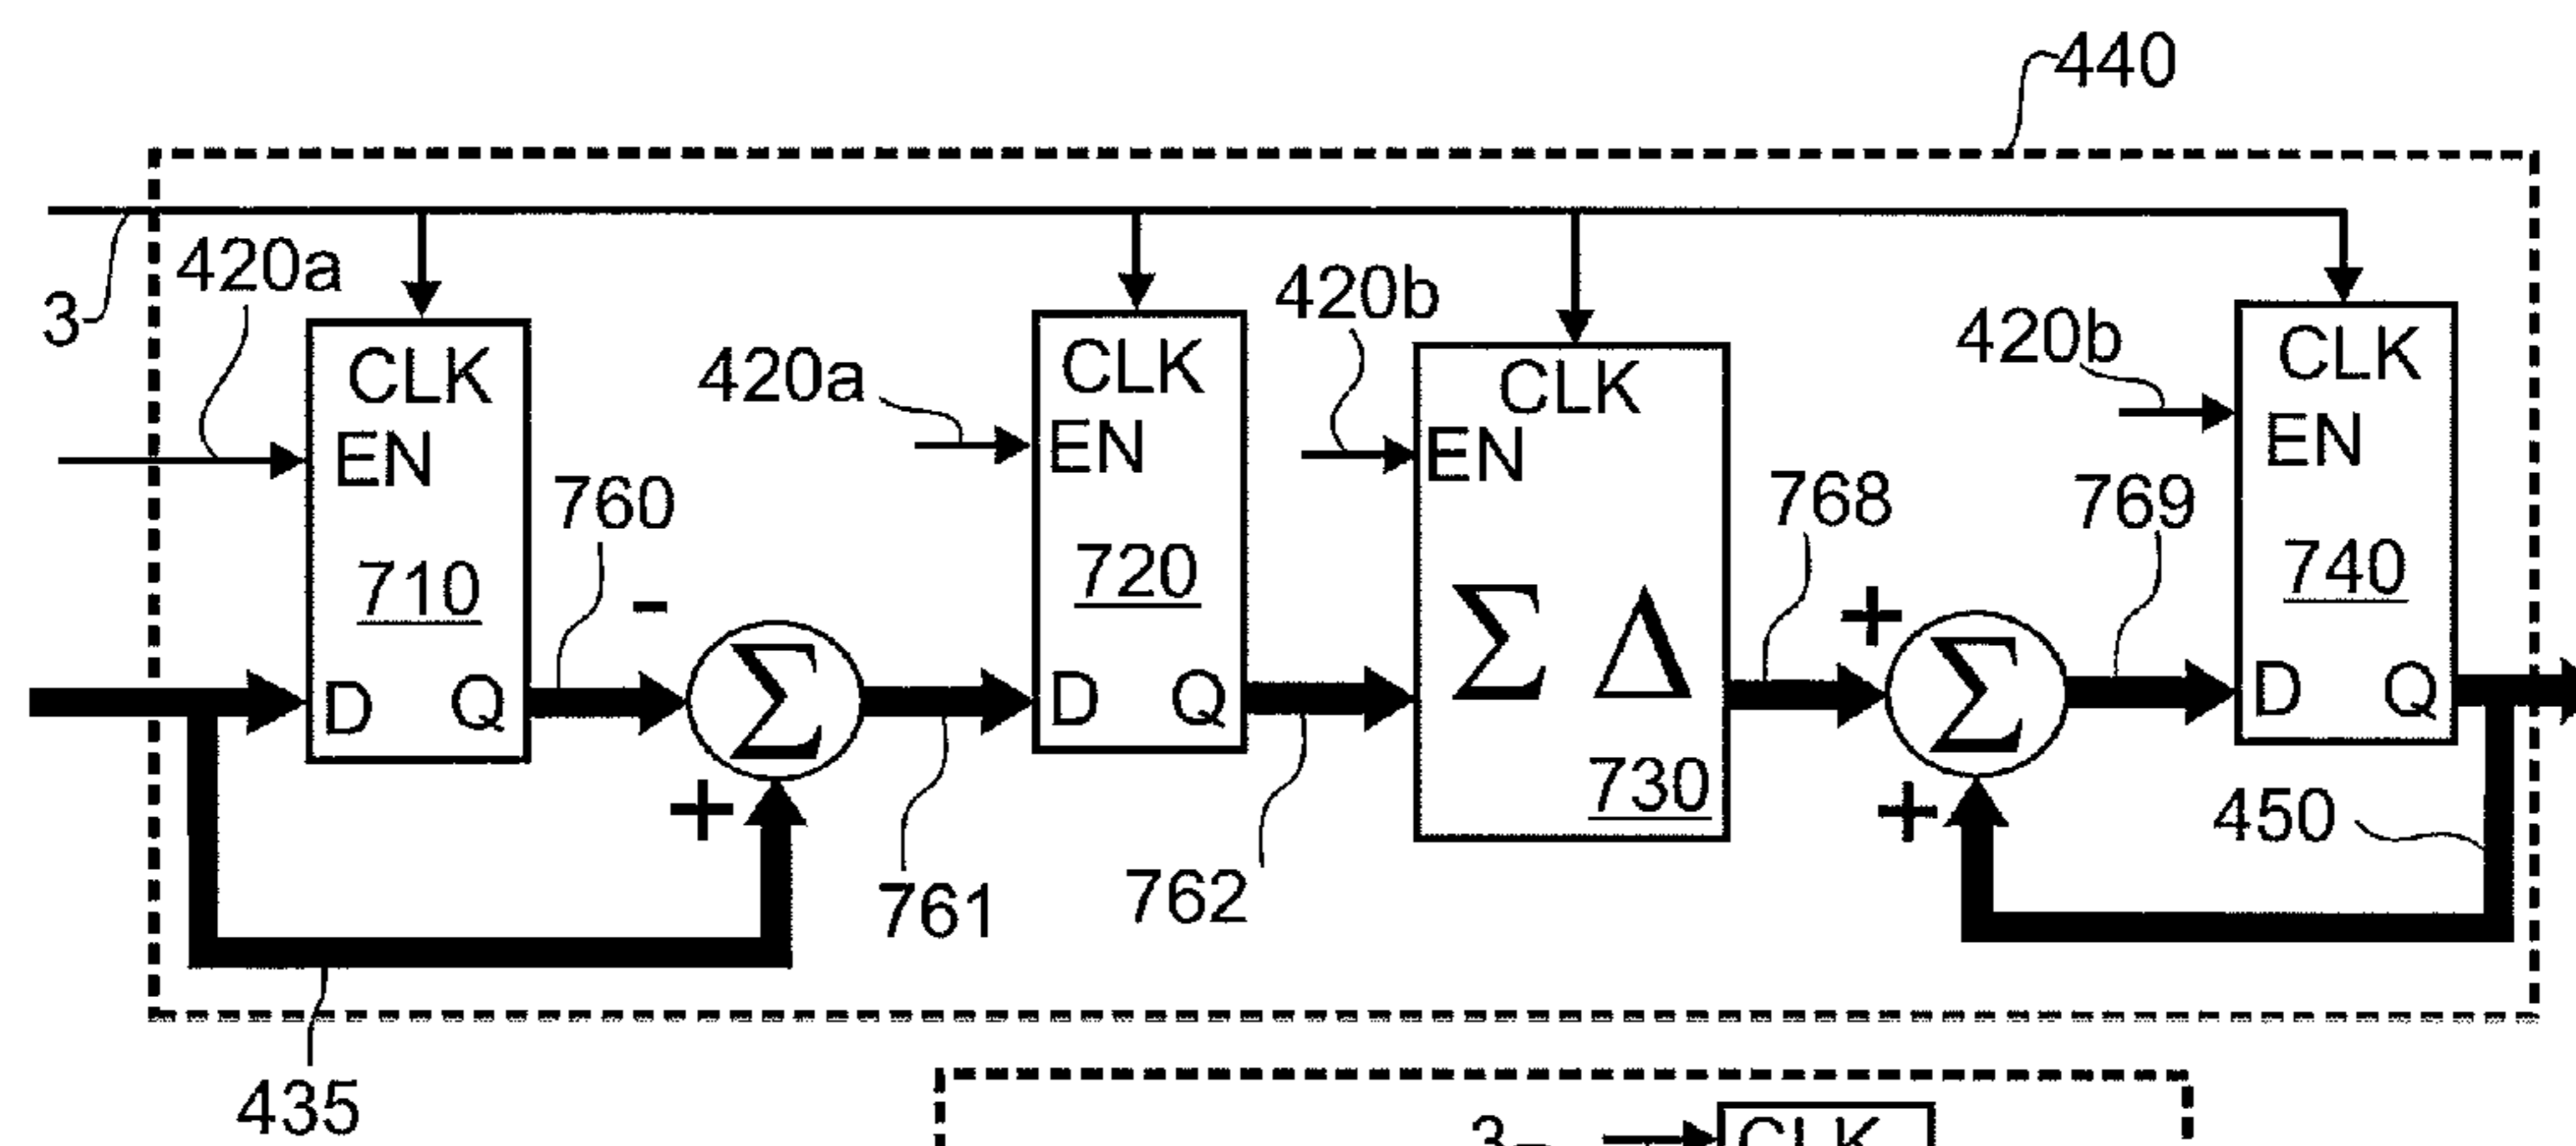 440
3
420a
CLK
EN
710
D Q
760
-
Σ
+
435
761
420a
CLK
EN
720
D Q
762
420b
CLK
EN
Σ Δ
730
768
+
Σ
+
769
420b
CLK
EN
740
D Q
450
3
CLK